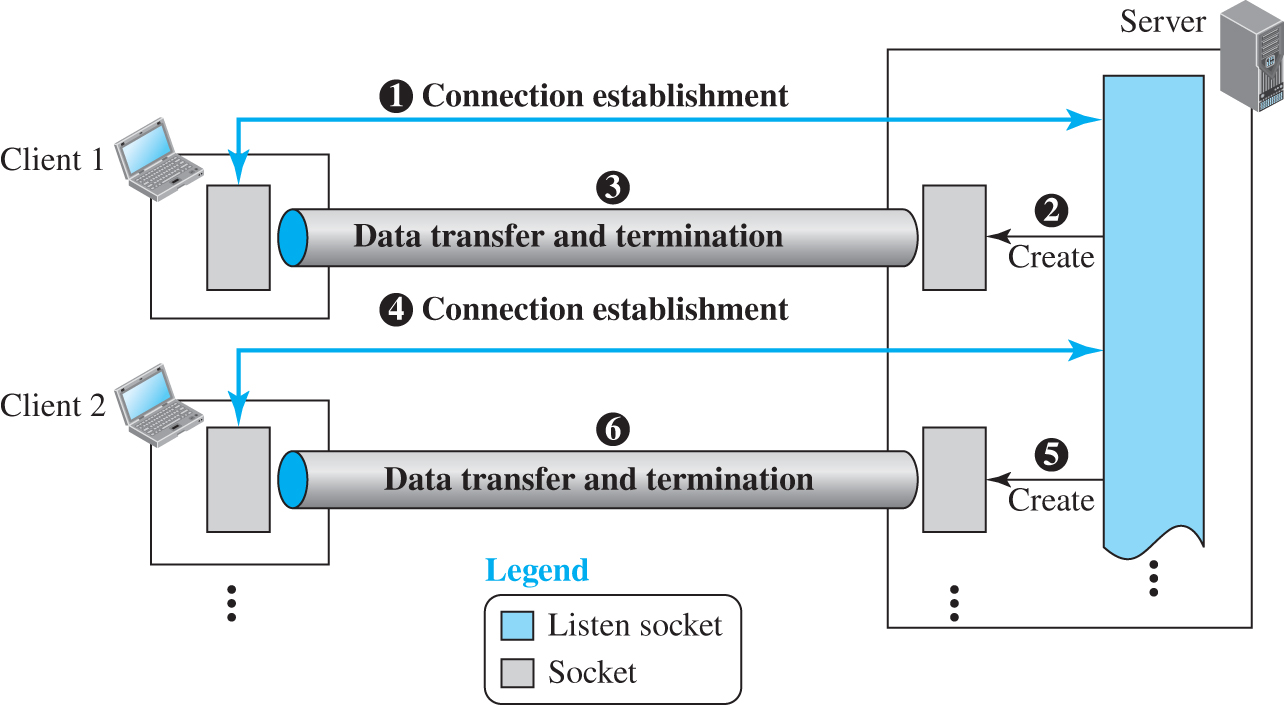 Server
❶ Connection establishment
Client 1
❸
Data transfer and termination
❷
Create
❹ Connection establishment
Client 2
❻
Data transfer and termination
❺
Create
Legend
Listen socket
Socket